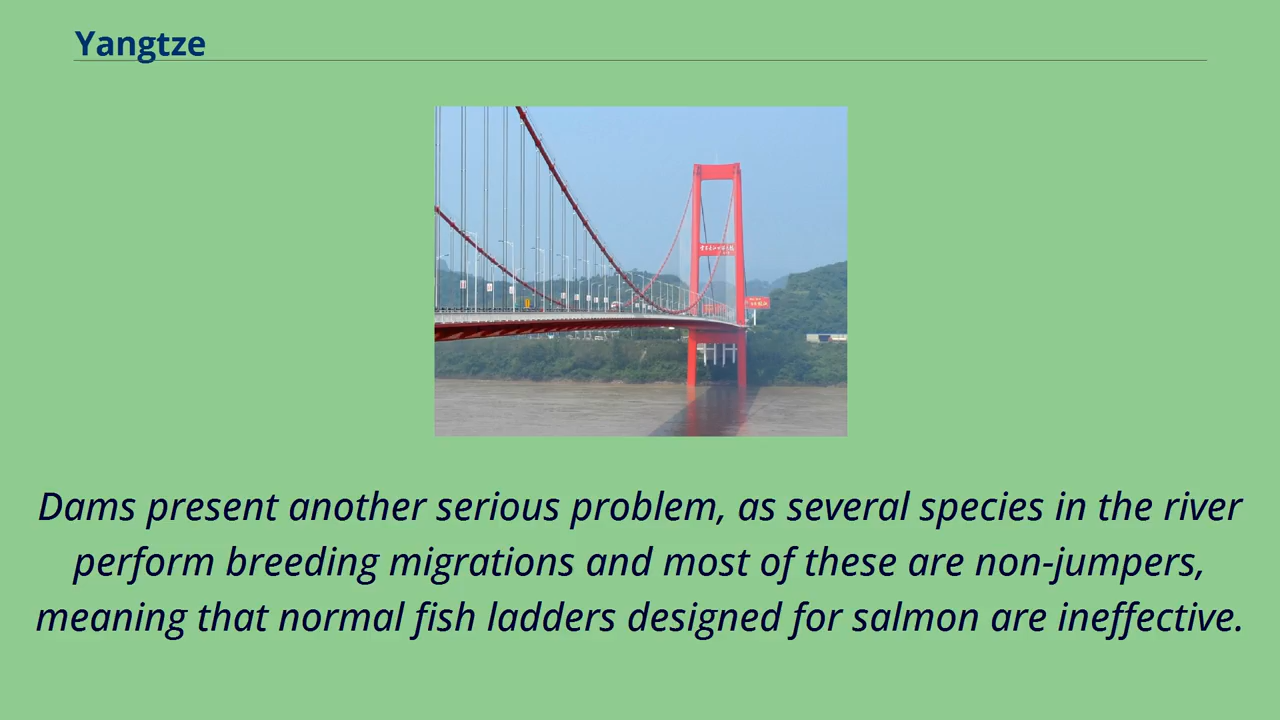 Yangtze
Dams present another serious problem, as several species in the river
perform breeding migrations and most of these are non-jumpers,
meaning that normal fish ladders designed for salmon are ineffective.